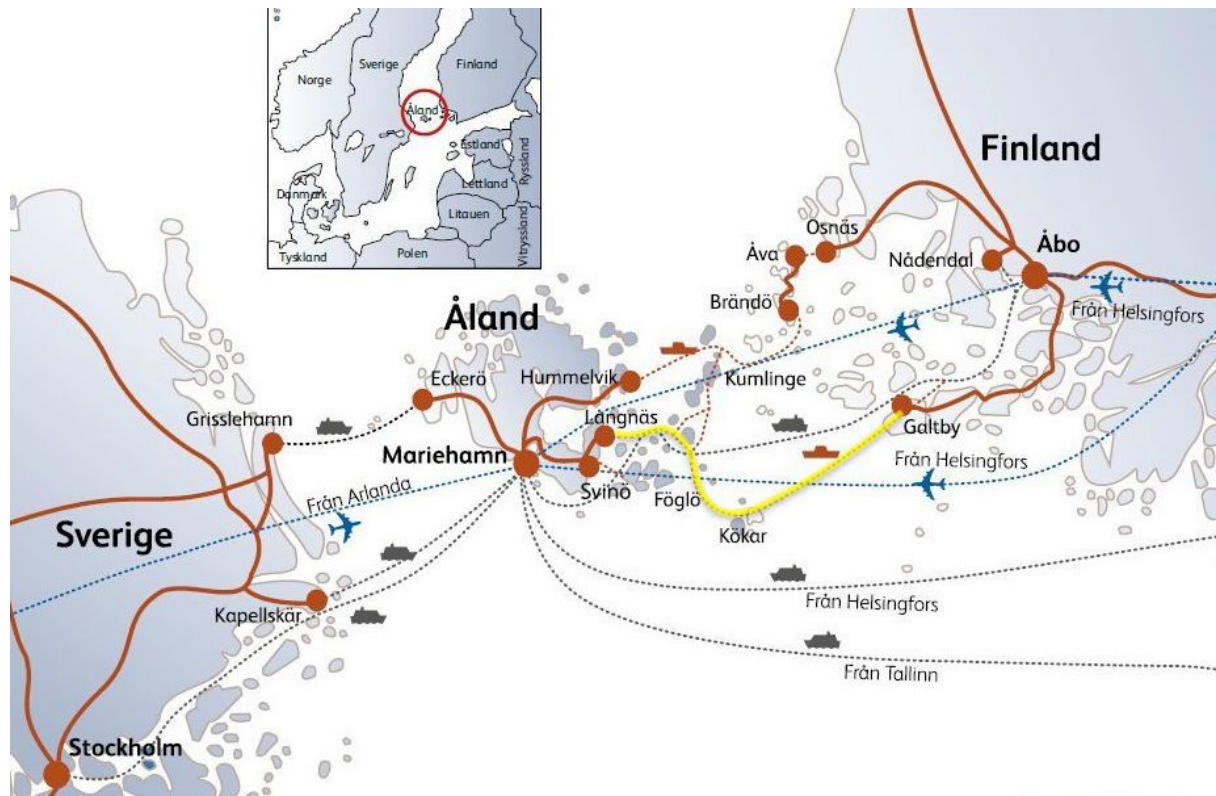 Norge
Sverige
Finland
Åland
Estland
Ryssland
Lettland
Danmark
Litauen
Vitryssland
Tyskland
Polen
Finland
Osnäs
Åva
Nådendal
Åbo
Brändö
Från Helsingfors
Åland
Eckerö
Hummelvik
Kumlinge
Grisslehamn
Långnäs
Galtby
Mariehamn
Från Helsingfors
Svinö
Föglö
Från Arlanda
Kökar
Sverige
Kapellskär
Från Helsingfors
Från Tallinn
Stockholm